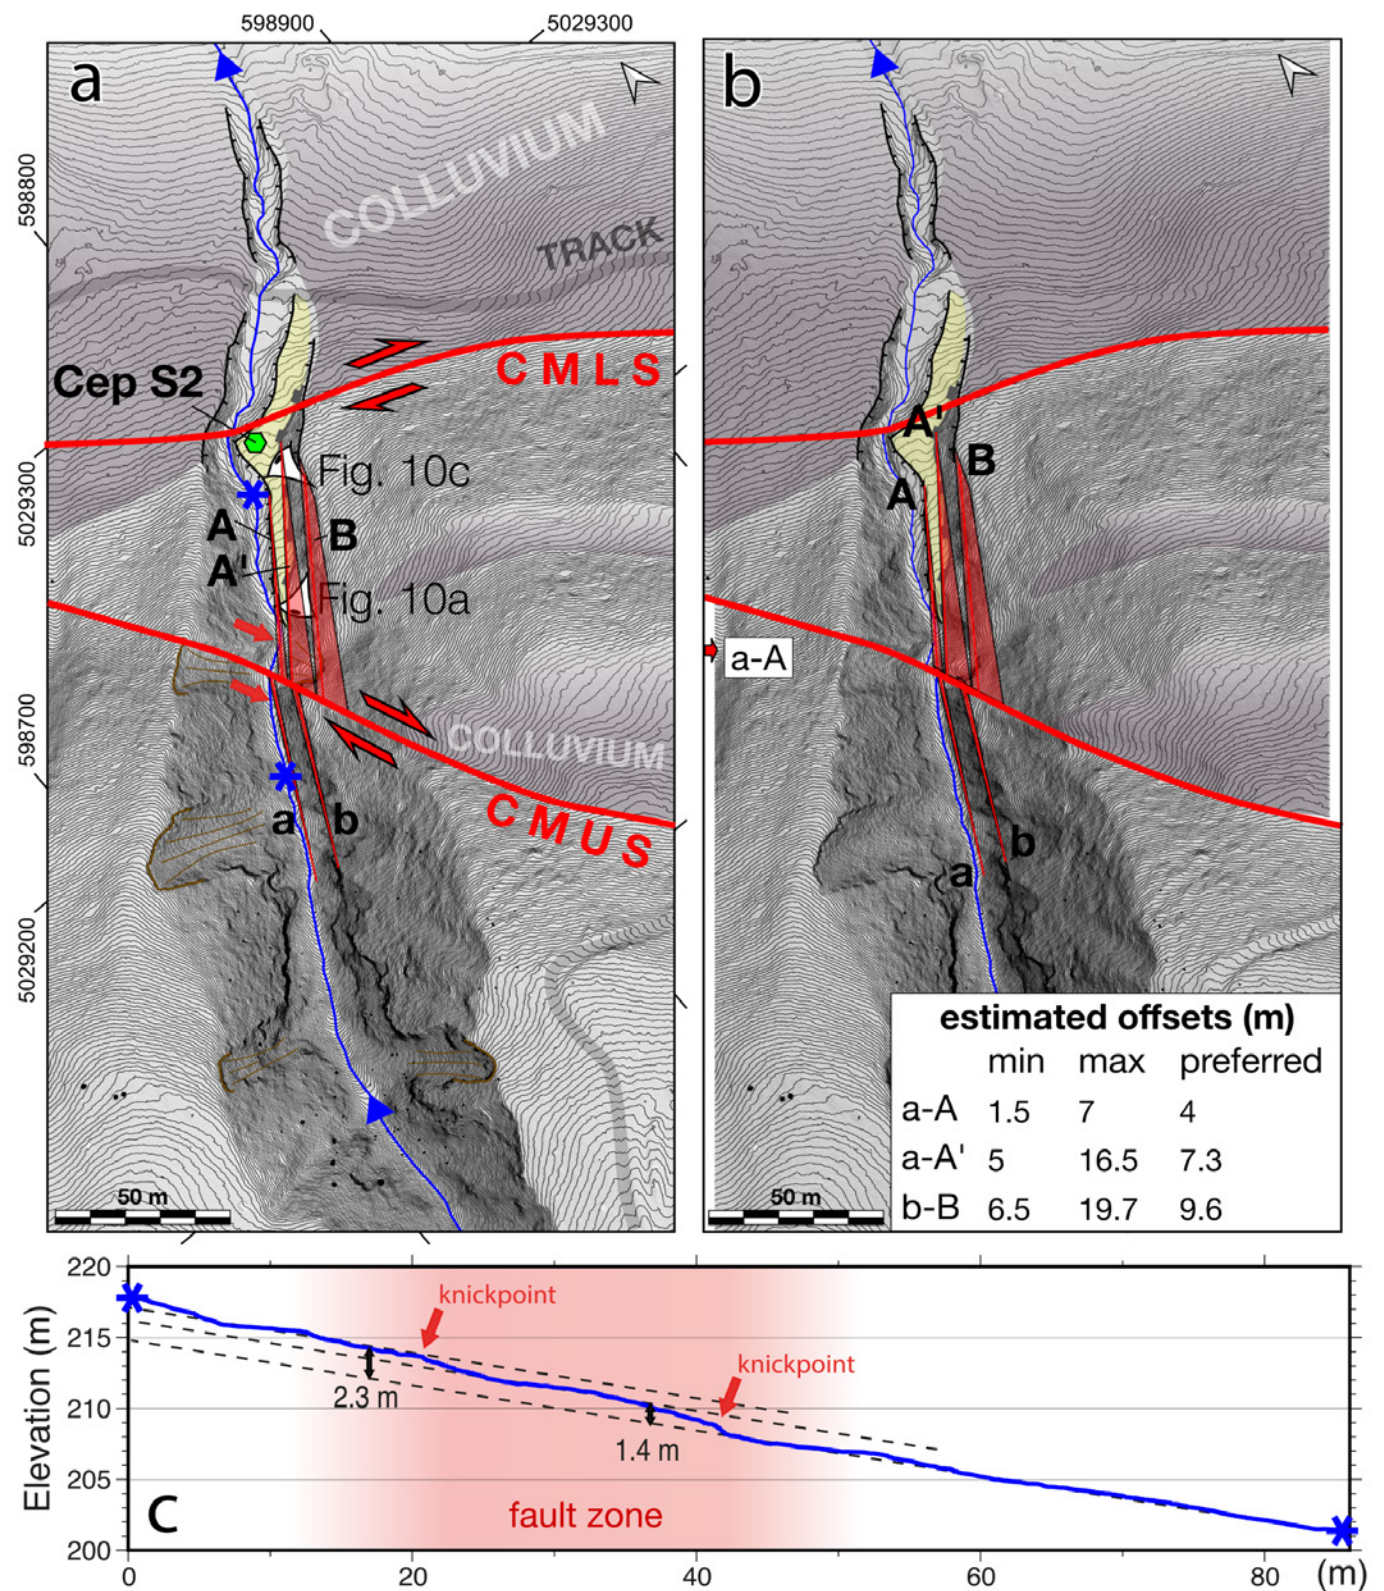 598900
5029300
a
b
COLLUVIUM
598800
TRACK
C M L S
Cep S2
A'
Fig. 10c
B
A
A
B
5029300
A'
Fig. 10a
a-A
598700
COLLUVIUM
C M U S
a
b
b
a
5029200
estimated offsets (m)
min max preferred
a-A 1.5 7 4
a-A' 5 16.5 7.3
b-B 6.5 19.7 9.6
50 m
50 m
220
knickpoint
215
knickpoint
2.3 m
210
1.4 m
Elevation (m)
205
c
fault zone
200
0 20 40 60 80 (m)